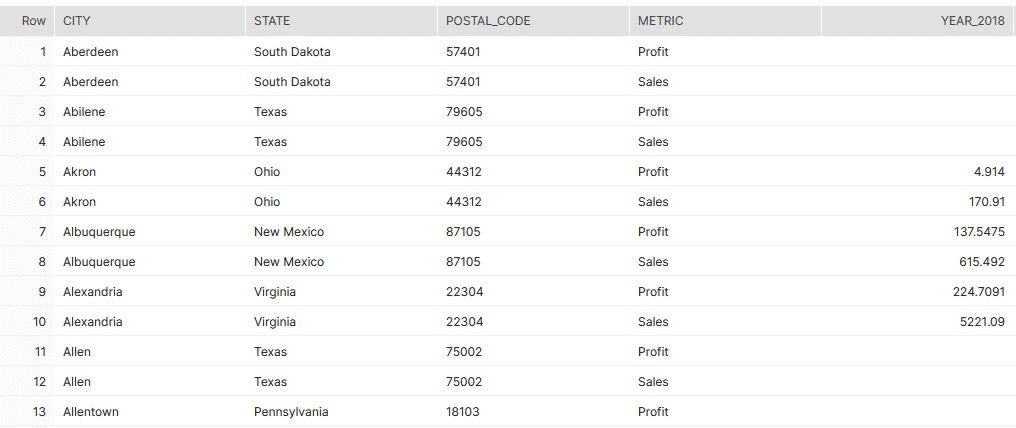 Row CITY STATE POSTAL_CODE METRIC YEAR_2018
1 Aberdeen South Dakota 57401 Profit
2 Aberdeen South Dakota 57401 Sales
3 Abilene Texas 79605 Profit
4 Abilene Texas 79605 Sales
5 Akron Ohio 44312 Profit 4.914
6 Akron Ohio 44312 Sales 170.91
7 Albuquerque New Mexico 87105 Profit 137.5475
8 Albuquerque New Mexico 87105 Sales 615.492
9 Alexandria Virginia 22304 Profit 224.7091
10 Alexandria Virginia 22304 Sales 5221.09
11 Allen Texas 75002 Profit
12 Allen Texas 75002 Sales
13 Allentown Pennsylvania 18103 Profit